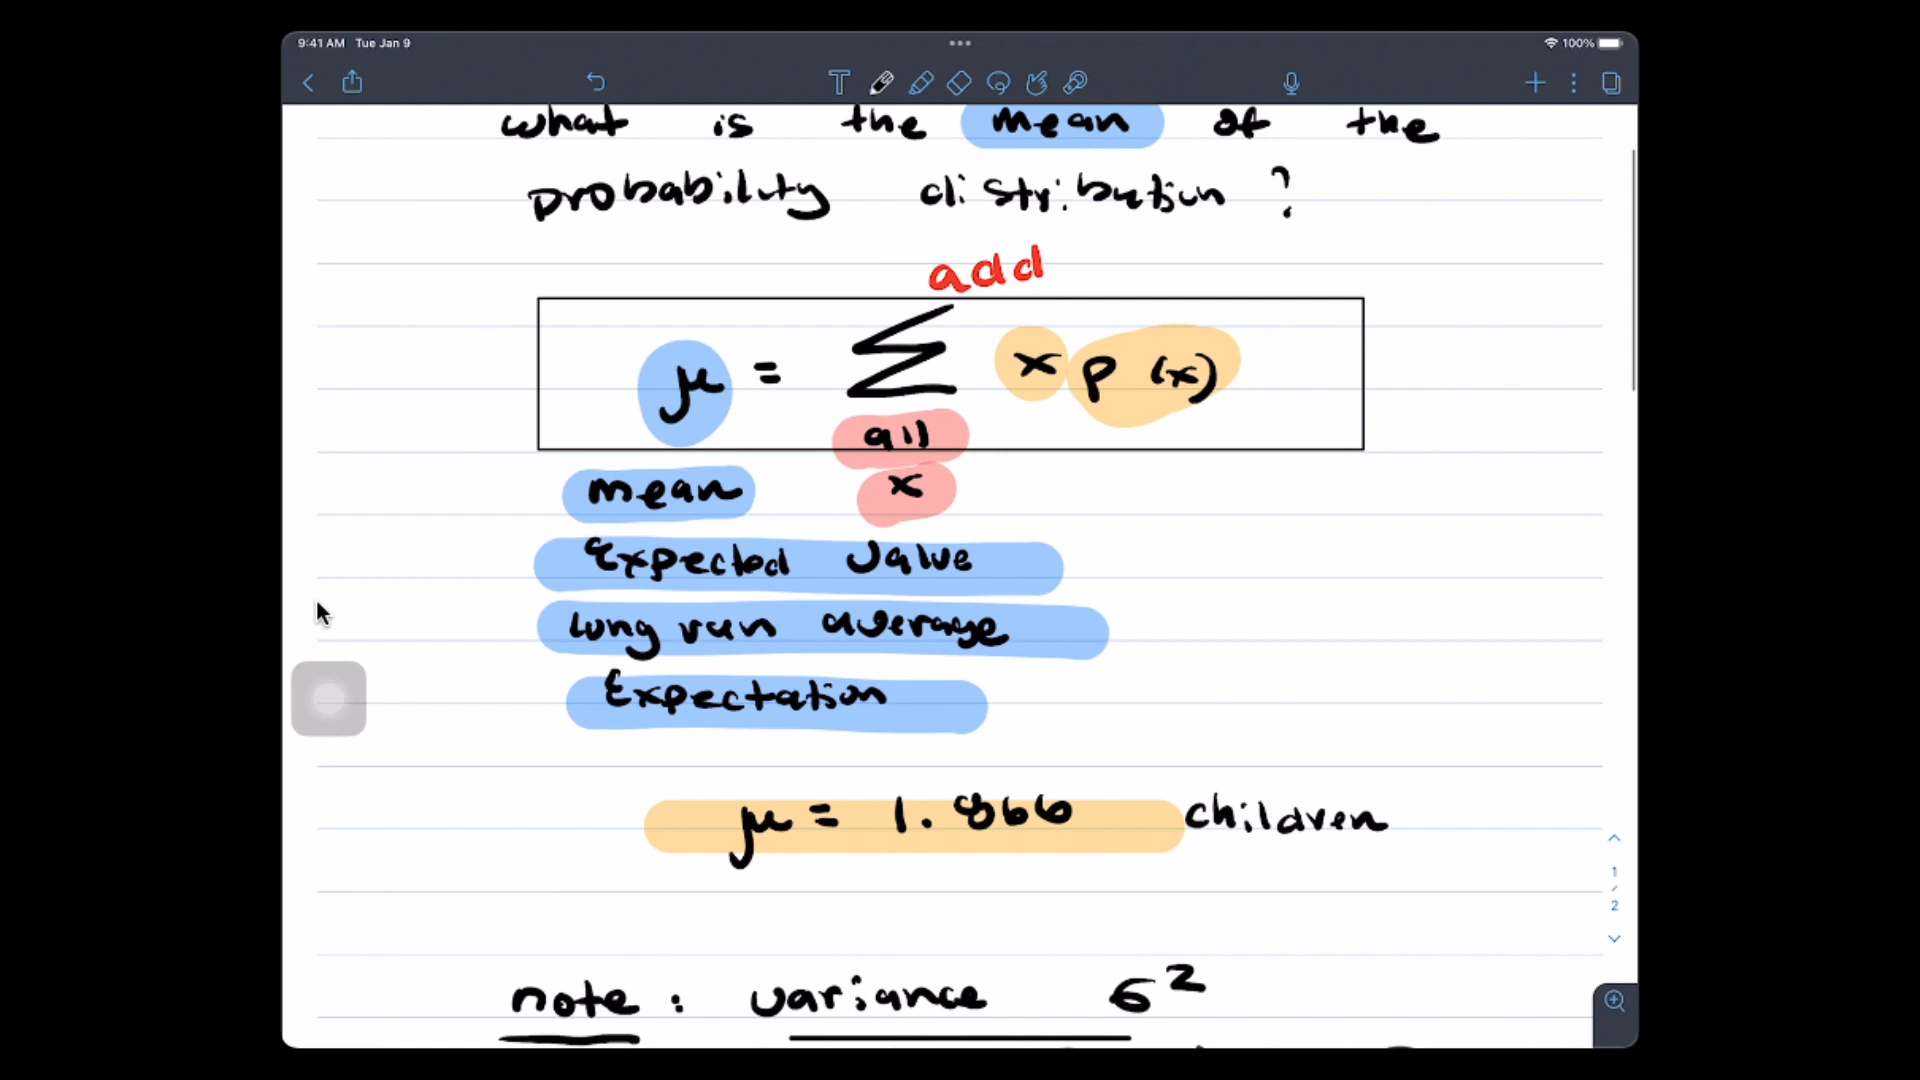 9:41 AM Tue Jan 9
100%
what is the mean of the
probability distribution ?
add
μ = Σ x p (x)
all
x
mean
Expected value
Long run average
Expectation
μ = 1.866 children
1
/
2
note : variance σ²